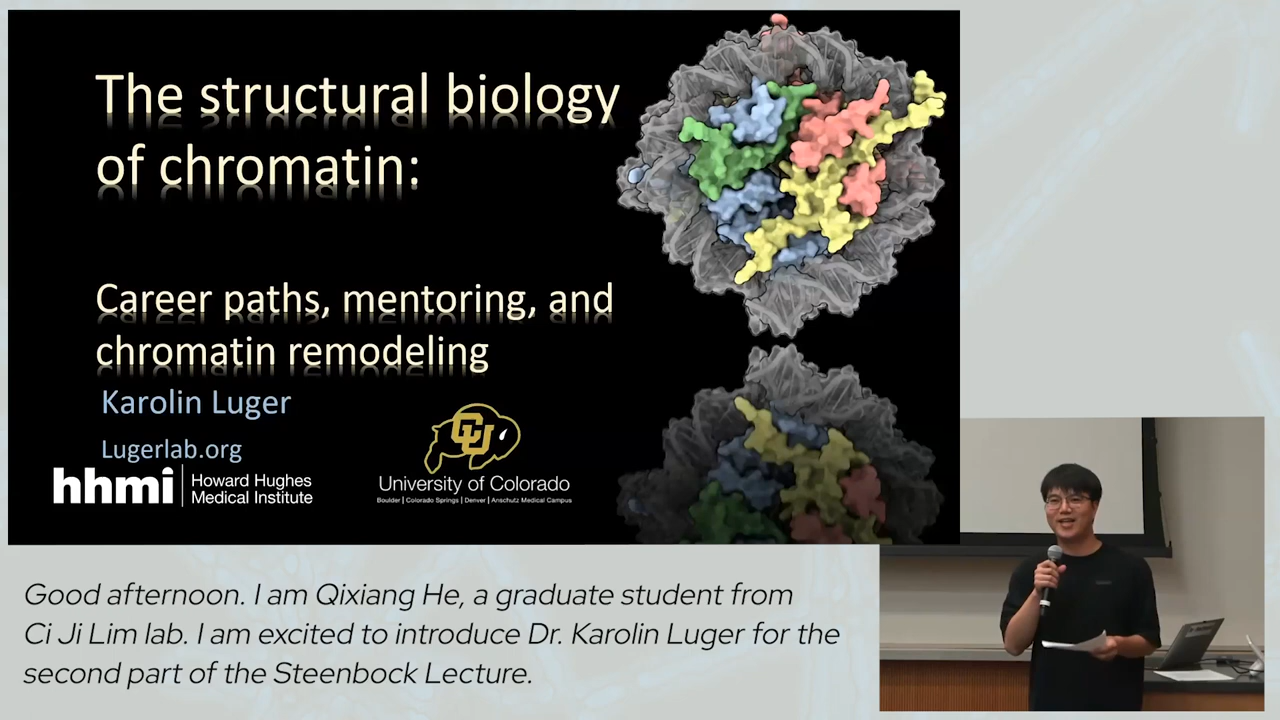 The structural biology
of chromatin:
Career paths, mentoring, and
chromatin remodeling
Karolin Luger
Lugerlab.org
hhmi Howard Hughes
Medical Institute
CU
University of Colorado
Boulder | Colorado Springs | Denver | Anschutz Medical Campus
Good afternoon. I am Qixiang He, a graduate student from
Ci Ji Lim lab. I am excited to introduce Dr. Karolin Luger for the
second part of the Steenbock Lecture.